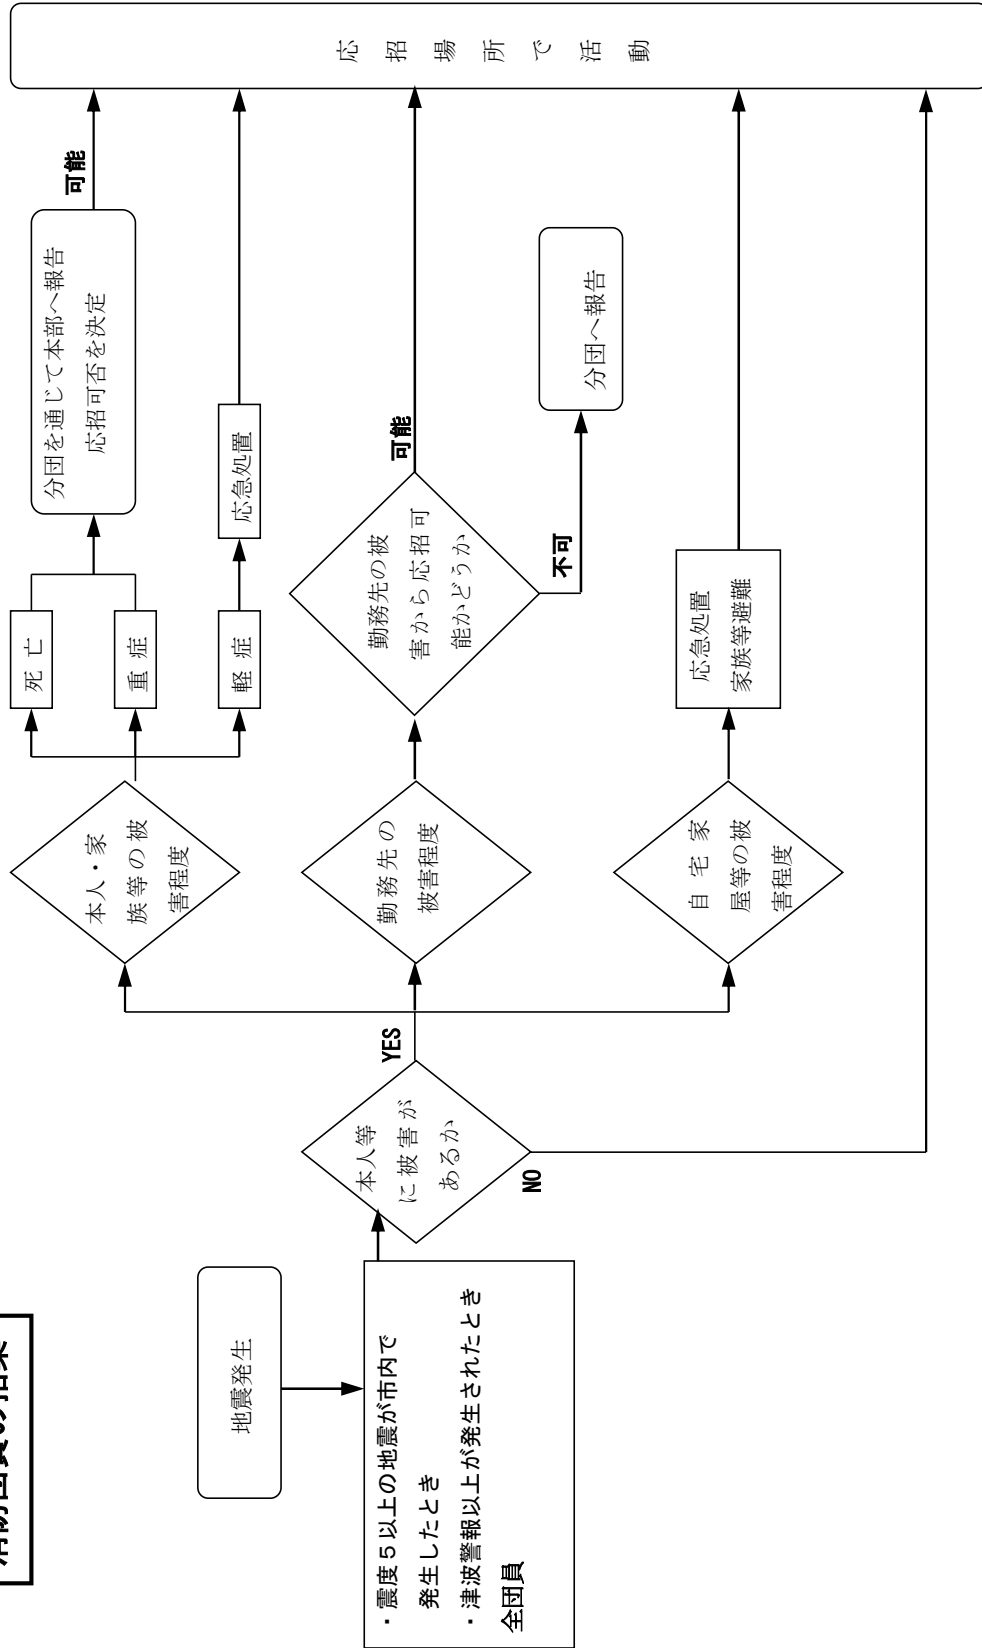 消防団員の招集
地震発生
・震度５以上の地震が市内で
発生したとき
・津波警報以上が発生されたとき
全団員
本人等
に被害が
あるか
YES
NO
本人・家
族等の被
害程度
死亡
重症
軽症
分団を通じて本部へ報告
応招可否を決定
可能
応急処置
勤務先の
被害程度
勤務先の被
害から応招可
能かどうか
可能
不可
分団へ報告
自宅家
屋等の被
害程度
応急処置
家族等避難
応招場所で活動